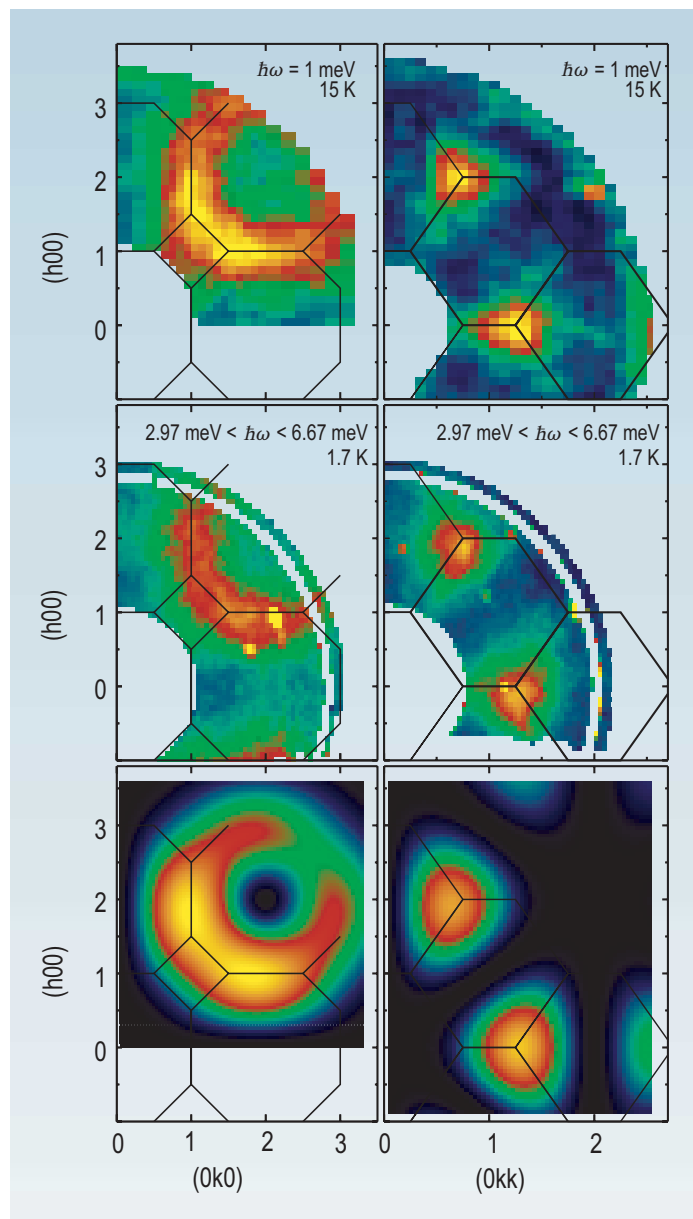 ħω = 1 meV
15 K
ħω = 1 meV
15 K
3
2
1
0
(h00)
2.97 meV < ħω < 6.67 meV
1.7 K
2.97 meV < ħω < 6.67 meV
1.7 K
3
2
1
0
(h00)
3
2
1
0
(h00)
0
1
2
3
0
1
2
(0k0)
(0kk)